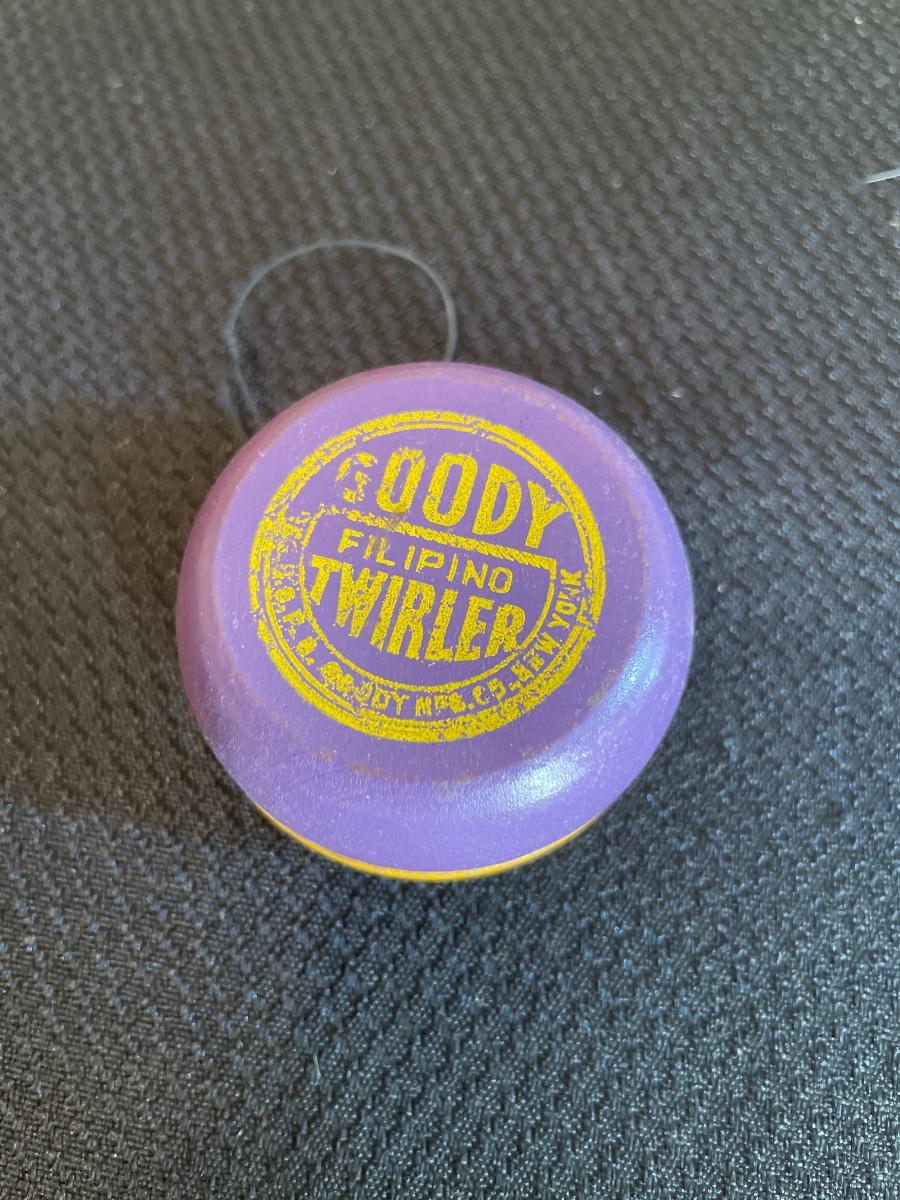 GOODY
FILIPINO
TWIRLER
L. GOODY MFG. CO. NEW YORK